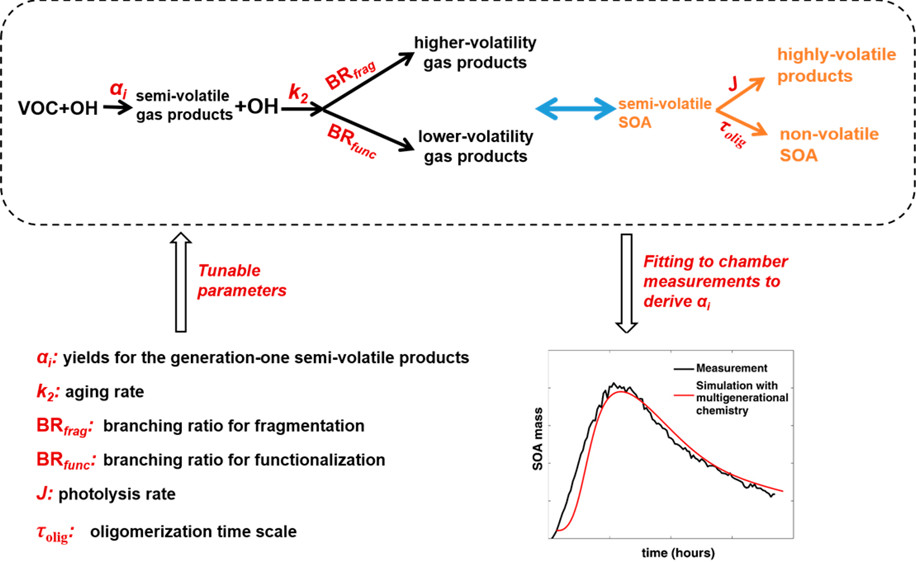 VOC+OH
αi
semi-volatile
gas products
+OH
k2
BRfrag
BRfunc
higher-volatility
gas products
lower-volatility
gas products
semi-volatile
SOA
J
τolig
highly-volatile
products
non-volatile
SOA
Tunable
parameters
Fitting to chamber
measurements to
derive αi
αi: yields for the generation-one semi-volatile products
k2: aging rate
BRfrag: branching ratio for fragmentation
BRfunc: branching ratio for functionalization
J: photolysis rate
τolig: oligomerization time scale
Measurement
Simulation with
multigenerational
chemistry
SOA mass
time (hours)